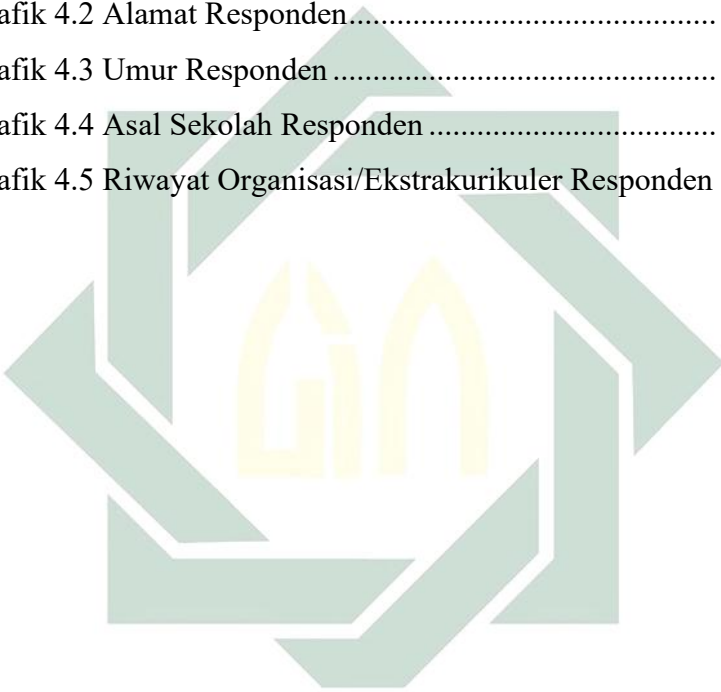 afik 4.2 Alamat Responden.............................................
afik 4.3 Umur Responden...............................................
afik 4.4 Asal Sekolah Responden....................................
afik 4.5 Riwayat Organisasi/Ekstrakurikuler Responden